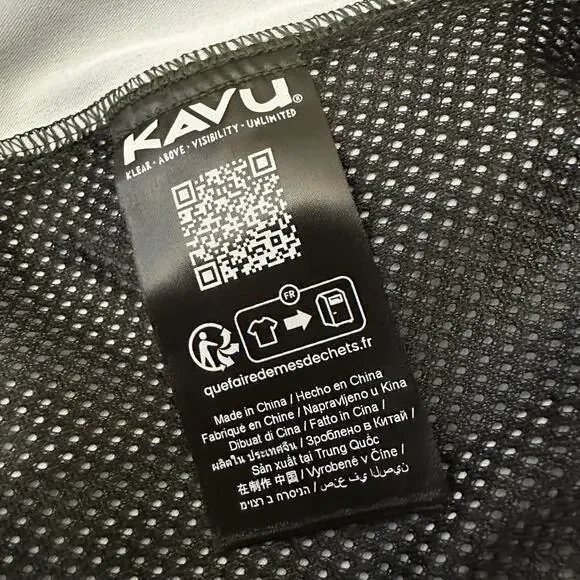 KAVU®
KLEAR · ABOVE · VISIBILITY · UNLIMITED
FR
quefairedemesdechets.fr
Made in China / Hecho en China
Fabriqué en Chine / Napravljeno u Kina
Dibuat di Cina / Fatto in Cina /
ผลิตใน ประเทศจีน / Зроблено в Китаї /
Sản xuất tại Trung Quốc
在制作 中国 / Vyrobené v Číne /
מיוצר ב חרסינה / صنع في الصين